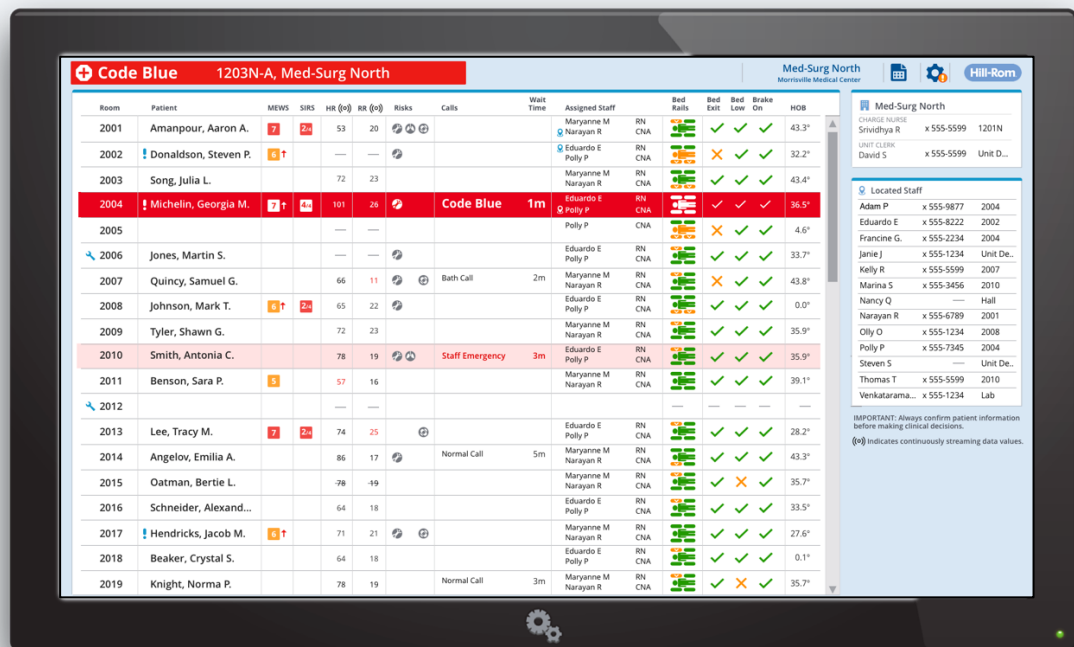 Code Blue 1203N-A, Med-Surg North
Med-Surg North
Morrisville Medical Center
Hill-Rom
Room Patient MEWS SIRS HR RR Risks Calls Wait Time Assigned Staff Bed Rails Bed Exit Bed Low Brake On HOB
2001 Amanpour, Aaron A. 7 2/4 53 20 Maryanne M RN 43.3°
Narayan R CNA
2002 ! Donaldson, Steven P. 6↑ — — Eduardo E RN 32.2°
Polly P CNA
2003 Song, Julia L. 72 23 Maryanne M RN 43.4°
Narayan R CNA
2004 ! Michelin, Georgia M. 7↑ 4/4 101 26 Code Blue 1m Eduardo E RN 36.5°
Polly P CNA
2005 — — Polly P CNA 4.6°
2006 Jones, Martin S. — — Eduardo E RN 33.7°
Polly P CNA
2007 Quincy, Samuel G. 66 11 Bath Call 2m Maryanne M RN 43.8°
Narayan R CNA
2008 Johnson, Mark T. 6↑ 2/4 65 22 Eduardo E RN 0.0°
Polly P CNA
2009 Tyler, Shawn G. 72 23 Maryanne M RN 35.9°
Narayan R CNA
2010 Smith, Antonia C. 78 19 Staff Emergency 3m Eduardo E RN 35.9°
Polly P CNA
2011 Benson, Sara P. 5 57 16 Maryanne M RN 39.1°
Narayan R CNA
2012 — — — — — — —
2013 Lee, Tracy M. 7 2/4 74 25 Eduardo E RN 28.2°
Polly P CNA
2014 Angelov, Emilia A. 86 17 Normal Call 5m Maryanne M RN 43.3°
Narayan R CNA
2015 Oatman, Bertie L. 78 19 Maryanne M RN 35.7°
Narayan R CNA
2016 Schneider, Alexand... 64 18 Eduardo E RN 33.5°
Polly P CNA
2017 ! Hendricks, Jacob M. 6↑ 71 21 Maryanne M RN 27.6°
Narayan R CNA
2018 Beaker, Crystal S. 64 18 Eduardo E RN 0.1°
Polly P CNA
2019 Knight, Norma P. 78 19 Normal Call 3m Maryanne M RN 35.7°
Narayan R CNA
Med-Surg North
CHARGE NURSE
Srividhya R x 555-5599 1201N
UNIT CLERK
David S x 555-5599 Unit D...
Located Staff
Adam P x 555-9877 2004
Eduardo E x 555-8222 2002
Francine G. x 555-2234 2004
Janie J x 555-1234 Unit De..
Kelly R x 555-5599 2007
Marina S x 555-3456 2010
Nancy Q — Hall
Narayan R x 555-6789 2001
Olly O x 555-1234 2008
Polly P x 555-7345 2004
Steven S — Unit De..
Thomas T x 555-5599 2010
Venkatarama... x 555-1234 Lab
IMPORTANT: Always confirm patient information
before making clinical decisions.
((•)) Indicates continuously streaming data values.